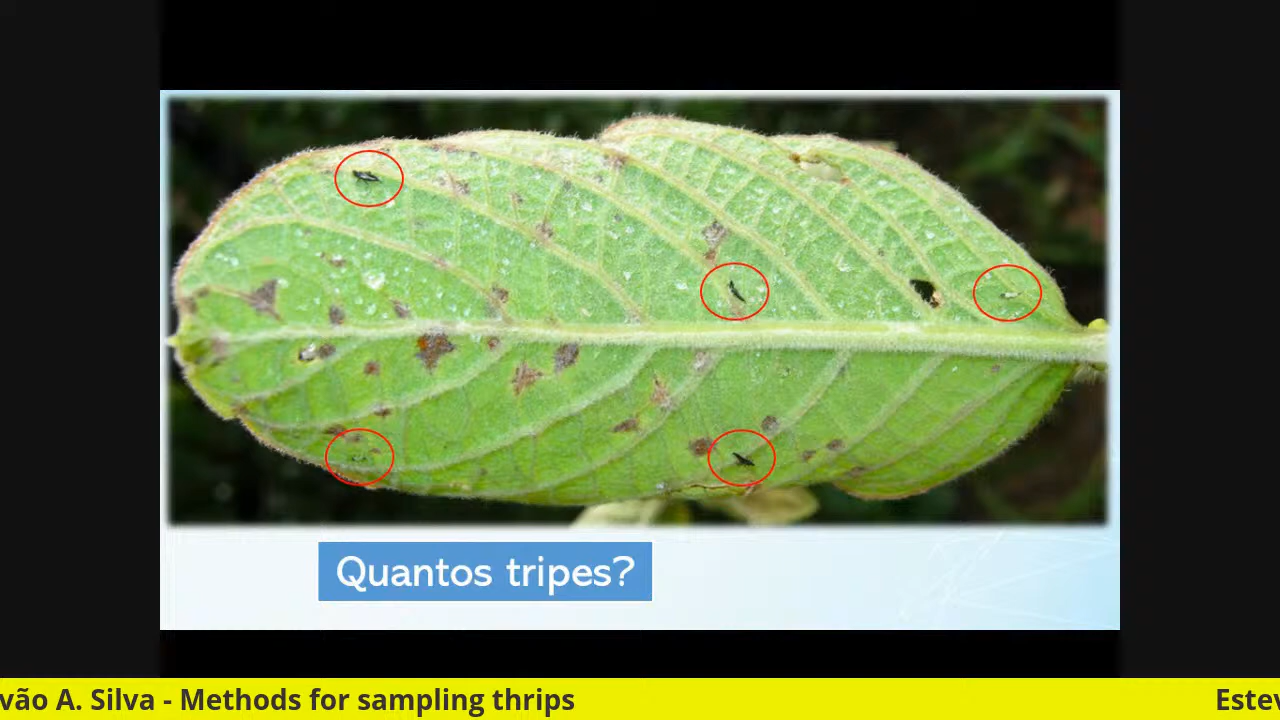 Quantos tripes?
vão A. Silva - Methods for sampling thrips
Estev